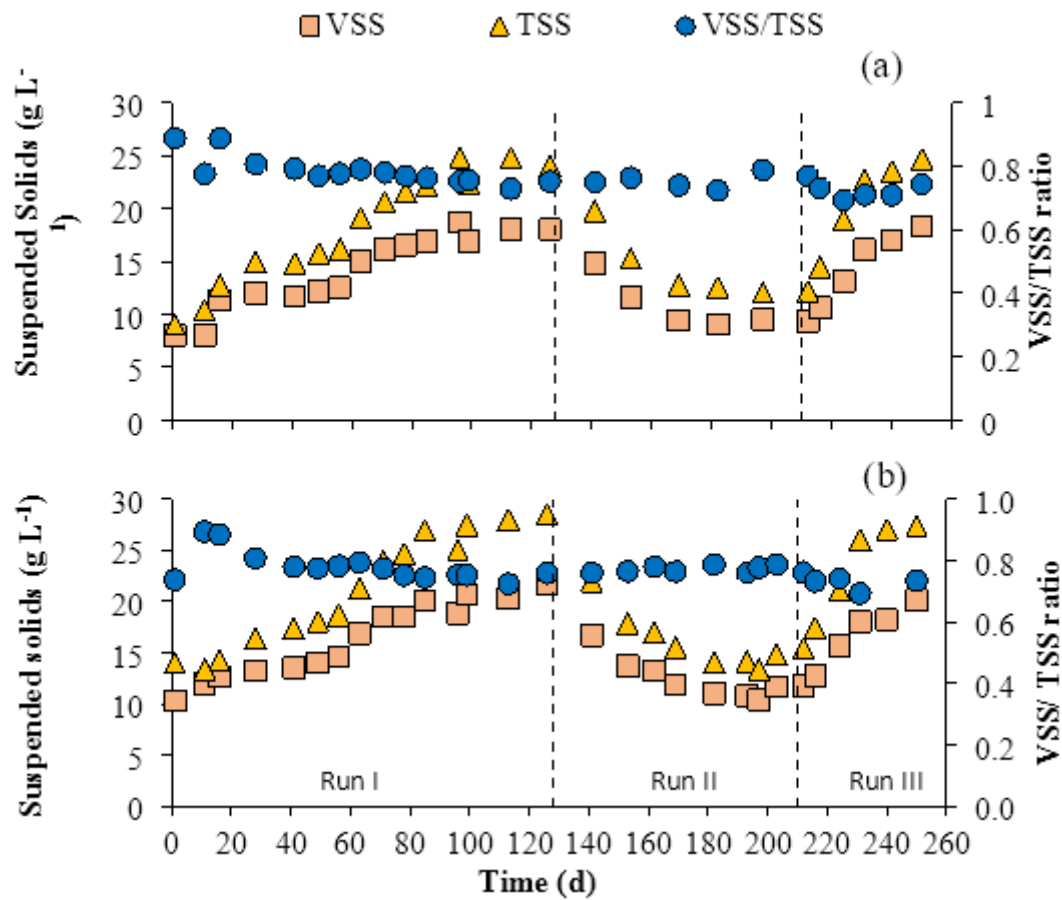 VSS TSS VSS/TSS
(a)
Suspended Solids (g L-
1)
30
25
20
15
10
5
0
1
0.8
0.6
0.4
0.2
0
VSS/TSS ratio
(b)
Suspended solids (g L-1)
30
25
20
15
10
5
0
1.0
0.8
0.6
0.4
0.2
0.0
VSS/ TSS ratio
Run I Run II Run III
0 20 40 60 80 100 120 140 160 180 200 220 240 260
Time (d)